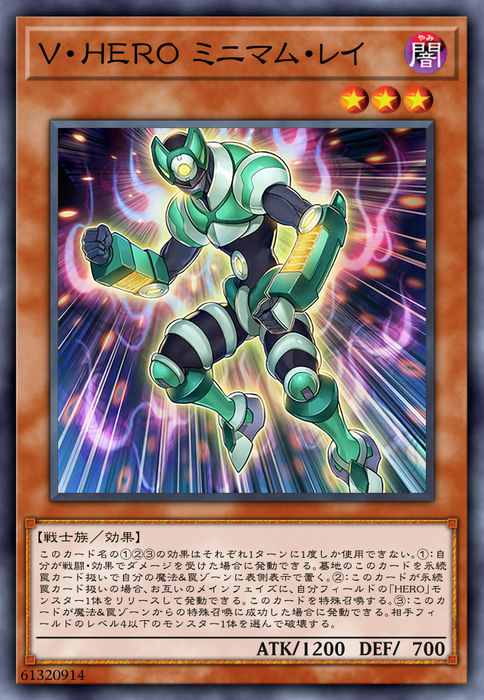 V・HERO ミニマム・レイ
やみ
闇
【戦士族／効果】
このカード名の①②③の効果はそれぞれ1ターンに1度しか使用できない。①：自
分が戦闘・効果でダメージを受けた場合に発動できる。墓地のこのカードを永続
罠カード扱いで自分の魔法&罠ゾーンに表側表示で置く。②：このカードが永続
罠カード扱いの場合、お互いのメインフェイズに、自分フィールドの「HERO」モ
ンスター1体をリリースして発動できる。このカードを特殊召喚する。③：このカ
ードが魔法&罠ゾーンからの特殊召喚に成功した場合に発動できる。相手フィ
ールドのレベル4以下のモンスター1体を選んで破壊する。
ATK/1200 DEF/ 700
61320914